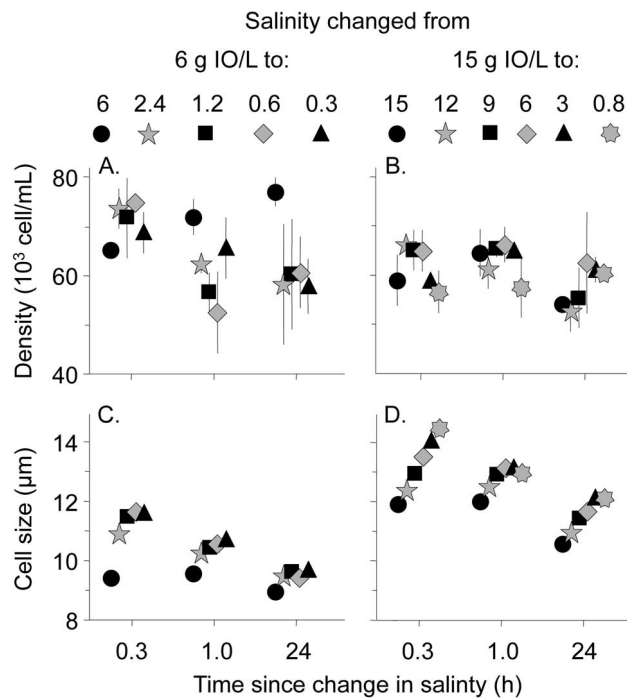 Salinity changed from
6 g IO/L to: 15 g IO/L to:
6 2.4 1.2 0.6 0.3 15 12 9 6 3 0.8
A. B.
80
60
40
Density (10³ cell/mL)
C. D.
14
12
10
8
Cell size (µm)
0.3 1.0 24 0.3 1.0 24
Time since change in salinty (h)